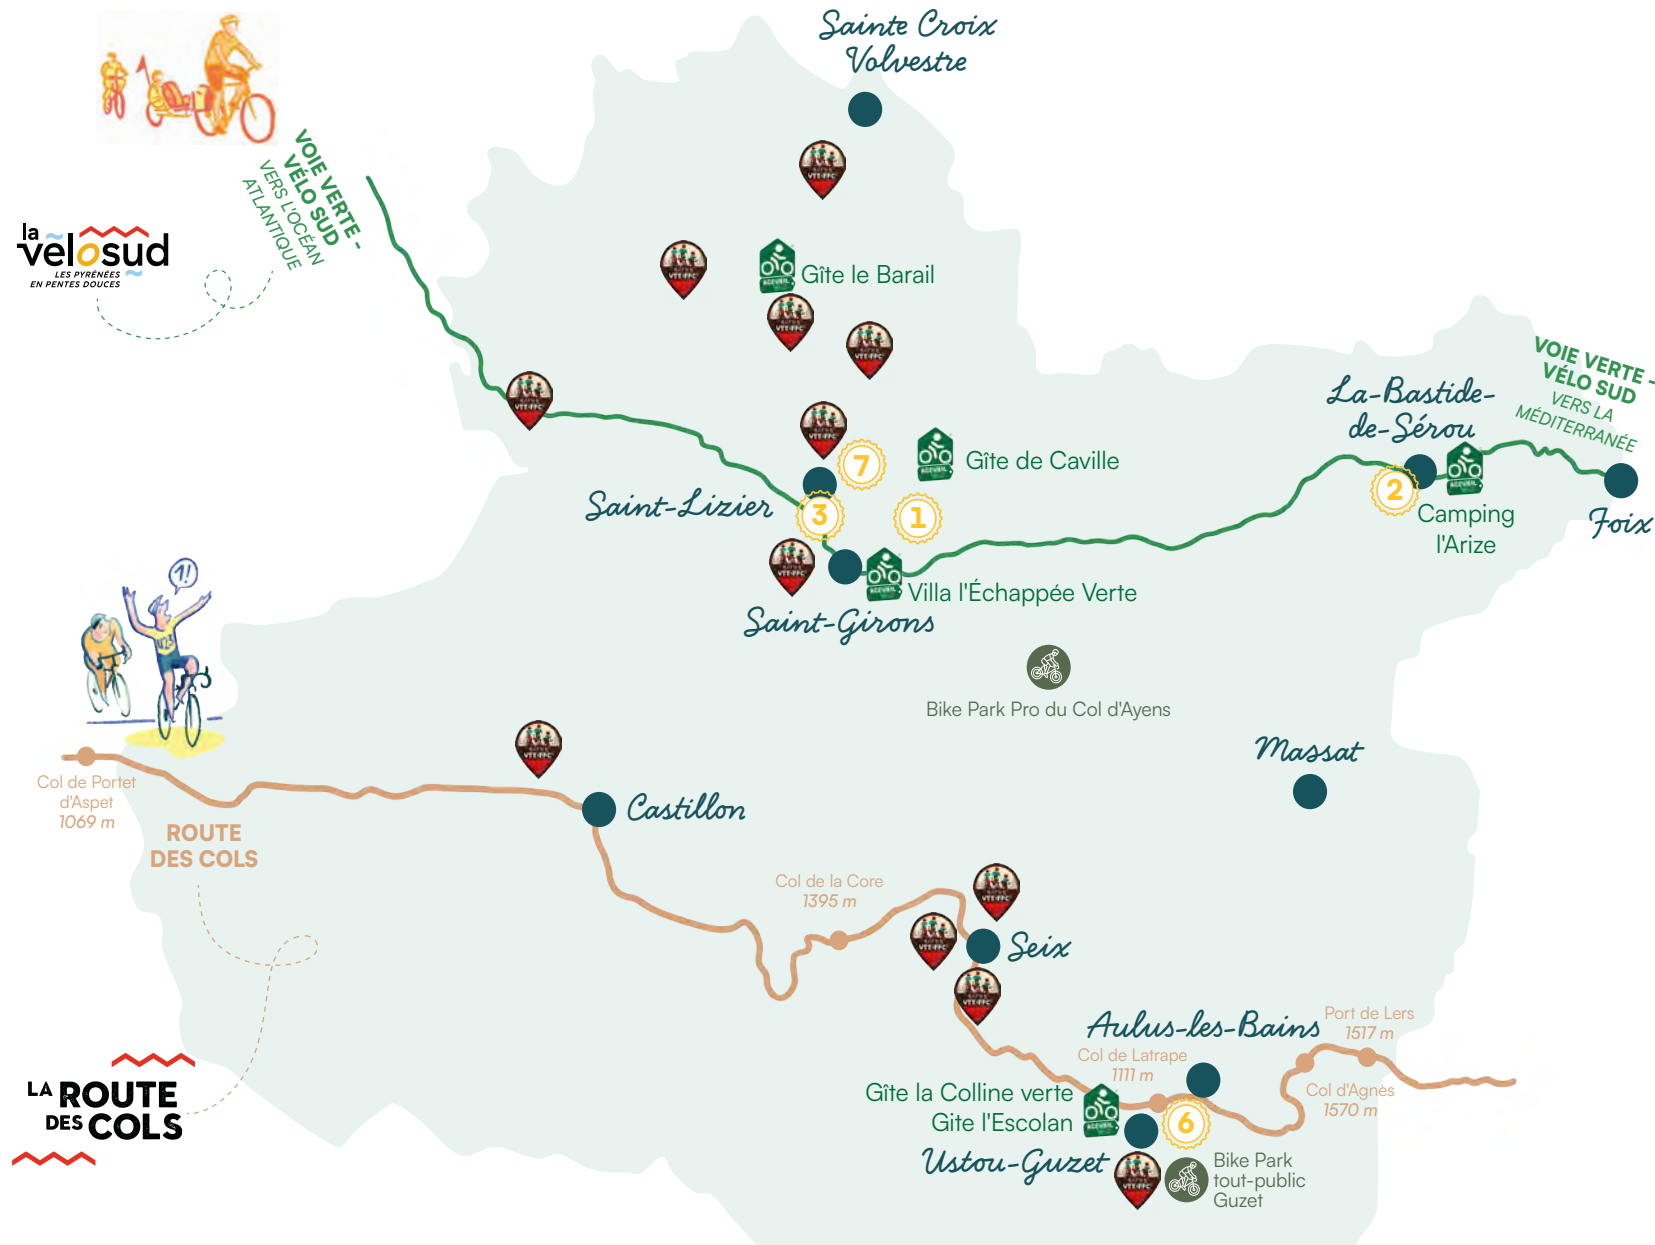 Sainte Croix
Volvestre
VOIE VERTE -
VÉLO SUD
VERS L'OCÉAN
ATLANTIQUE
la
vélosud
LES PYRÉNÉES
EN PENTES DOUCES
Gîte le Barail
VOIE VERTE -
VÉLO SUD
VERS LA
MÉDITERRANÉE
La-Bastide-
de-Sérou
7
Gîte de Caville
Saint-Lizier
3
1
2
Camping
l'Arize
Foix
Villa l'Échappée Verte
Saint-Girons
1!
Bike Park Pro du Col d'Ayens
Massat
Col de Portet
d'Aspet
1069 m
Castillon
ROUTE
DES COLS
Col de la Core
1395 m
Seix
Aulus-les-Bains
Port de Lers
1517 m
Col de Latrape
1111 m
Col d'Agnès
1570 m
Gîte la Colline verte
Gite l'Escolan
6
Ustou-Guzet
Bike Park
tout-public
Guzet
LA ROUTE
DES COLS